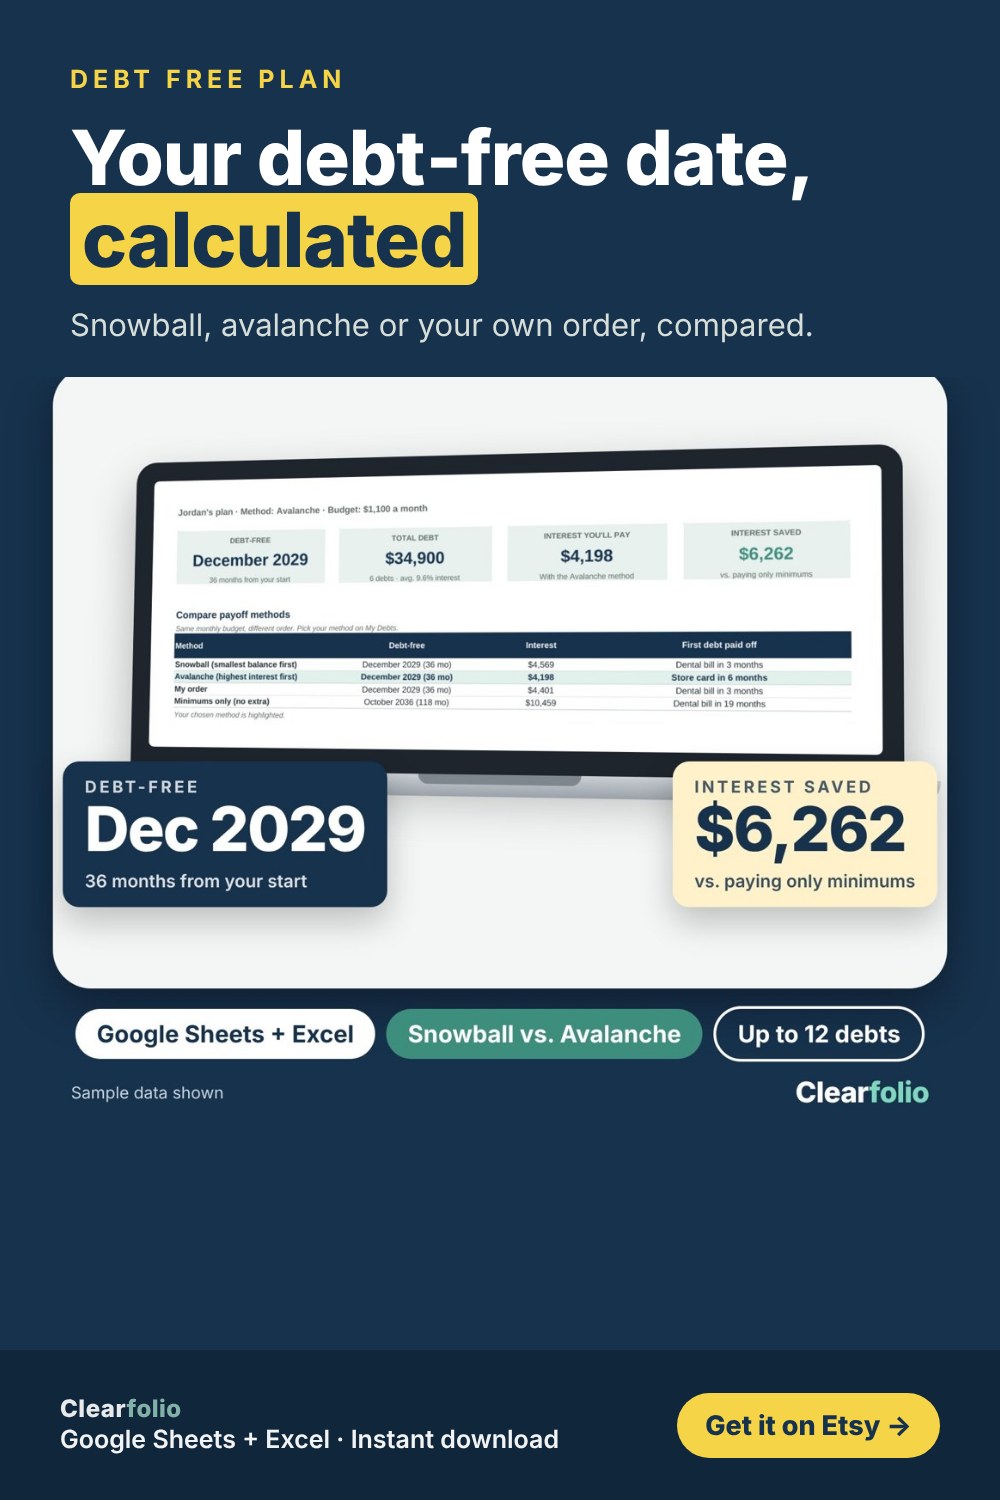 DEBT FREE PLAN
Your debt-free date,
calculated
Snowball, avalanche or your own order, compared.
Jordan's plan · Method: Avalanche · Budget: $1,100 a month
DEBT-FREE
December 2029
36 months from your start
TOTAL DEBT
$34,900
6 debts · avg. 9.6% interest
INTEREST YOU'LL PAY
$4,198
With the Avalanche method
INTEREST SAVED
$6,262
vs. paying only minimums
Compare payoff methods
Same monthly budget, different order. Pick your method on My Debts.
Method Debt-free Interest First debt paid off
Snowball (smallest balance first) December 2029 (36 mo) $4,569 Dental bill in 3 months
Avalanche (highest interest first) December 2029 (36 mo) $4,198 Store card in 6 months
My order December 2029 (36 mo) $4,401 Dental bill in 3 months
Minimums only (no extra) October 2036 (118 mo) $10,459 Dental bill in 19 months
Your chosen method is highlighted.
DEBT-FREE
Dec 2029
36 months from your start
INTEREST SAVED
$6,262
vs. paying only minimums
Google Sheets + Excel
Snowball vs. Avalanche
Up to 12 debts
Sample data shown
Clearfolio
Clearfolio
Google Sheets + Excel · Instant download
Get it on Etsy →